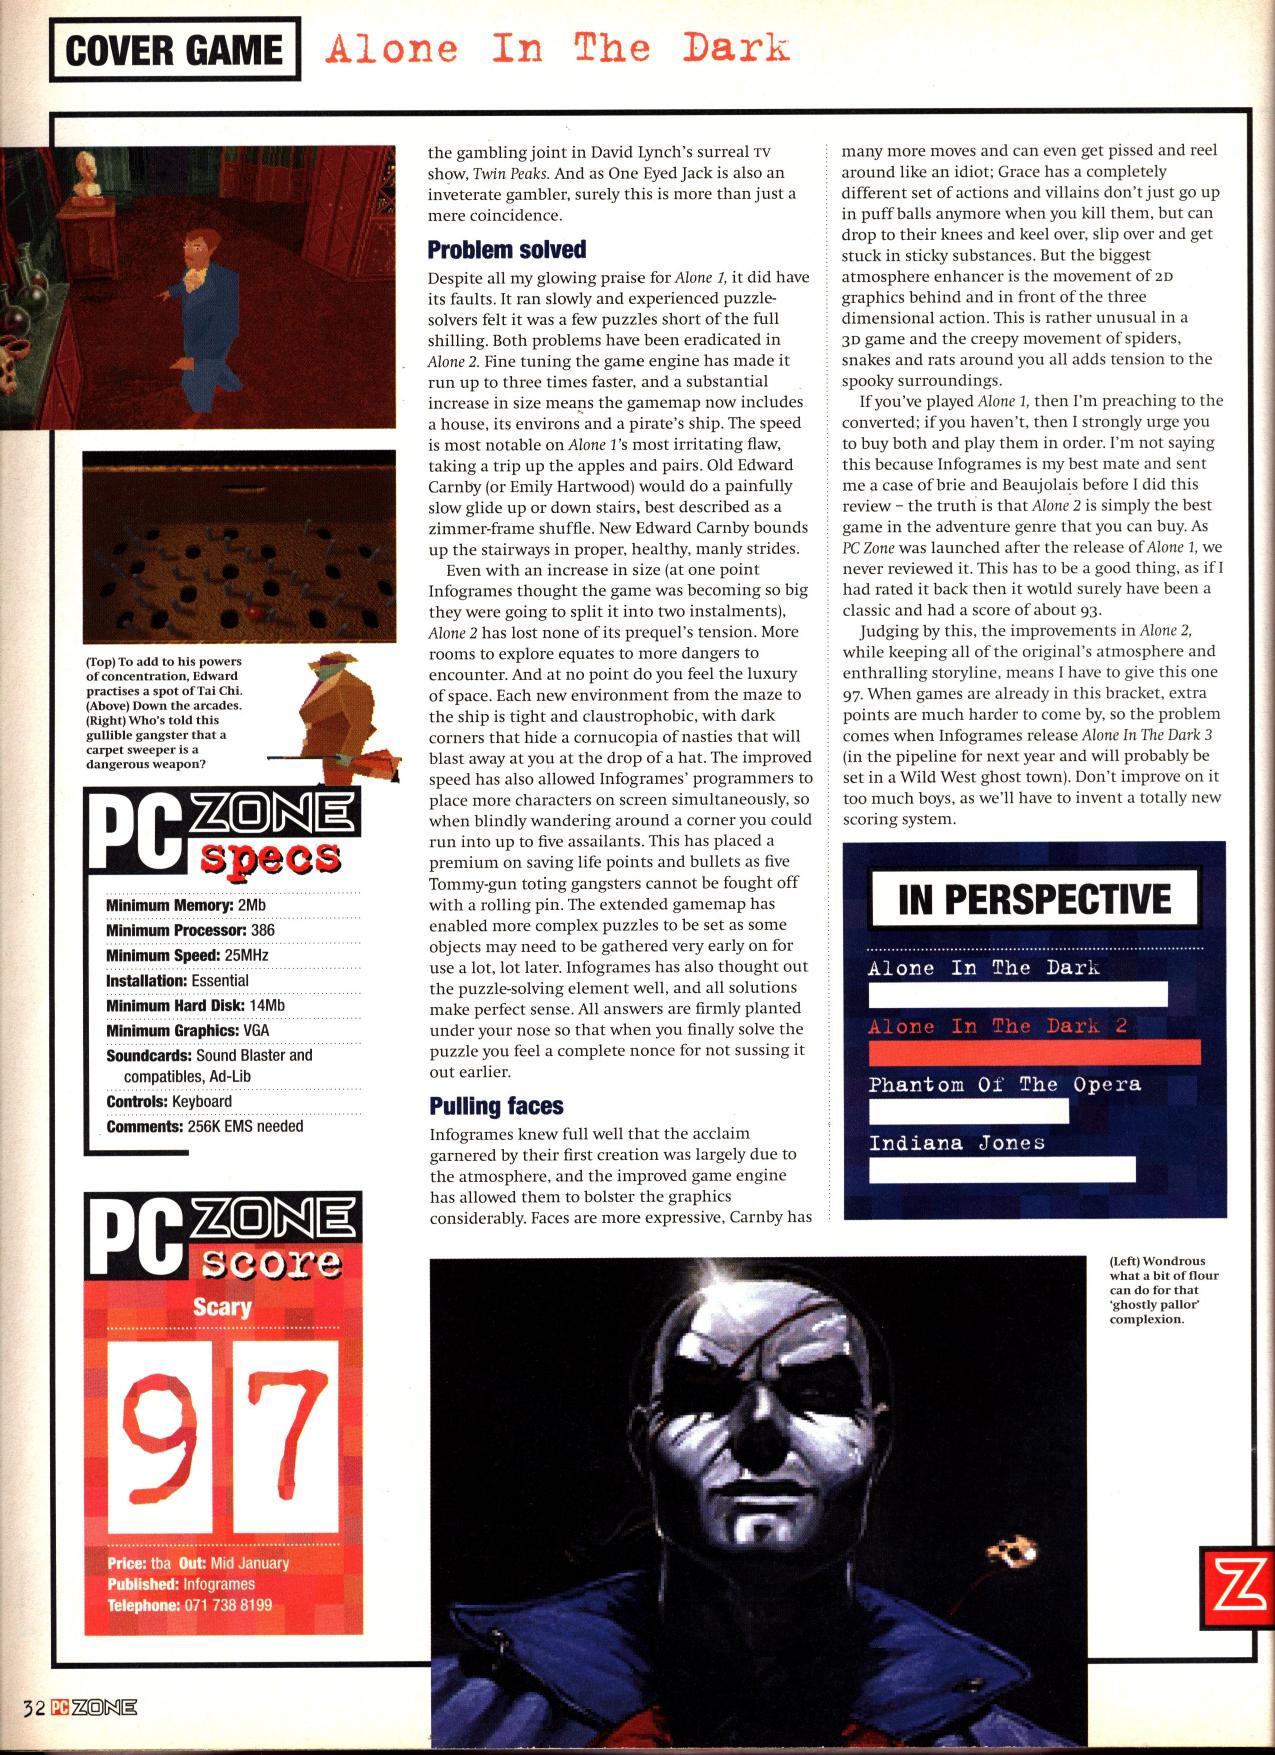 COVER GAME Alone In The Dark
the gambling joint in David Lynch's surreal TV
show, Twin Peaks. And as One Eyed Jack is also an
inveterate gambler, surely this is more than just a
mere coincidence.
Problem solved
Despite all my glowing praise for Alone 1, it did have
its faults. It ran slowly and experienced puzzle-
solvers felt it was a few puzzles short of the full
shilling. Both problems have been eradicated in
Alone 2. Fine tuning the game engine has made it
run up to three times faster, and a substantial
increase in size means the gamemap now includes
a house, its environs and a pirate's ship. The speed
is most notable on Alone 1's most irritating flaw,
taking a trip up the apples and pairs. Old Edward
Carnby (or Emily Hartwood) would do a painfully
slow glide up or down stairs, best described as a
zimmer-frame shuffle. New Edward Carnby bounds
up the stairways in proper, healthy, manly strides.
Even with an increase in size (at one point
Infogrames thought the game was becoming so big
they were going to split it into two instalments),
Alone 2 has lost none of its prequel's tension. More
rooms to explore equates to more dangers to
encounter. And at no point do you feel the luxury
of space. Each new environment from the maze to
the ship is tight and claustrophobic, with dark
corners that hide a cornucopia of nasties that will
blast away at you at the drop of a hat. The improved
speed has also allowed Infogrames' programmers to
place more characters on screen simultaneously, so
when blindly wandering around a corner you could
run into up to five assailants. This has placed a
premium on saving life points and bullets as five
Tommy-gun toting gangsters cannot be fought off
with a rolling pin. The extended gamemap has
enabled more complex puzzles to be set as some
objects may need to be gathered very early on for
use a lot, lot later. Infogrames has also thought out
the puzzle-solving element well, and all solutions
make perfect sense. All answers are firmly planted
under your nose so that when you finally solve the
puzzle you feel a complete nonce for not sussing it
out earlier.
Pulling faces
Infogrames knew full well that the acclaim
garnered by their first creation was largely due to
the atmosphere, and the improved game engine
has allowed them to bolster the graphics
considerably. Faces are more expressive, Carnby has
many more moves and can even get pissed and reel
around like an idiot; Grace has a completely
different set of actions and villains don't just go up
in puff balls anymore when you kill them, but can
drop to their knees and keel over, slip over and get
stuck in sticky substances. But the biggest
atmosphere enhancer is the movement of 2D
graphics behind and in front of the three
dimensional action. This is rather unusual in a
3D game and the creepy movement of spiders,
snakes and rats around you all adds tension to the
spooky surroundings.
If you've played Alone 1, then I'm preaching to the
converted; if you haven't, then I strongly urge you
to buy both and play them in order. I'm not saying
this because Infogrames is my best mate and sent
me a case of brie and Beaujolais before I did this
review – the truth is that Alone 2 is simply the best
game in the adventure genre that you can buy. As
PC Zone was launched after the release of Alone 1, we
never reviewed it. This has to be a good thing, as if I
had rated it back then it would surely have been a
classic and had a score of about 93.
Judging by this, the improvements in Alone 2,
while keeping all of the original's atmosphere and
enthralling storyline, means I have to give this one
97. When games are already in this bracket, extra
points are much harder to come by, so the problem
comes when Infogrames release Alone In The Dark 3
(in the pipeline for next year and will probably be
set in a Wild West ghost town). Don't improve on it
too much boys, as we'll have to invent a totally new
scoring system.
(Top) To add to his powers
of concentration, Edward
practises a spot of Tai Chi.
(Above) Down the arcades.
(Right) Who's told this
gullible gangster that a
carpet sweeper is a
dangerous weapon?
PC ZONE
specs
Minimum Memory: 2Mb
Minimum Processor: 386
Minimum Speed: 25MHz
Installation: Essential
Minimum Hard Disk: 14Mb
Minimum Graphics: VGA
Soundcards: Sound Blaster and
compatibles, Ad-Lib
Controls: Keyboard
Comments: 256K EMS needed
PC ZONE
score
Scary
97
Price: tba Out: Mid January
Published: Infogrames
Telephone: 071 738 8199
IN PERSPECTIVE
Alone In The Dark
Alone In The Dark 2
Phantom Of The Opera
Indiana Jones
(Left) Wondrous
what a bit of flour
can do for that
'ghostly pallor'
complexion.
Z
32 PC ZONE